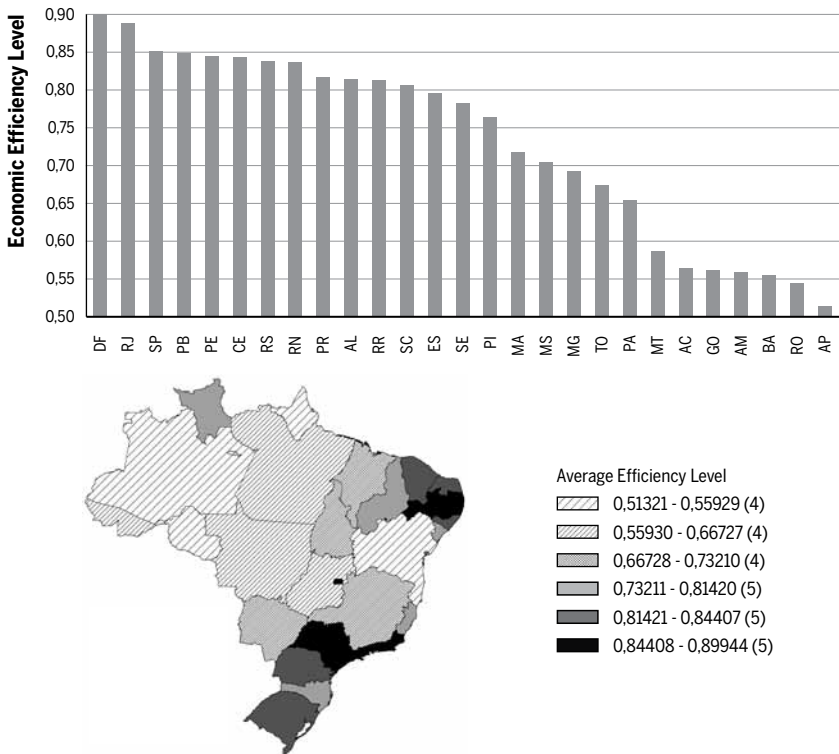 Economic Efficiency Level
0,90
0,85
0,80
0,75
0,70
0,65
0,60
0,55
0,50
DF RJ SP PB PE CE RS RN PR AL RR SC ES SE PI MA MS MG TO PA MT AC GO AM BA RO AP
Average Efficiency Level
0,51321 - 0,55929 (4)
0,55930 - 0,66727 (4)
0,66728 - 0,73210 (4)
0,73211 - 0,81420 (5)
0,81421 - 0,84407 (5)
0,84408 - 0,89944 (5)